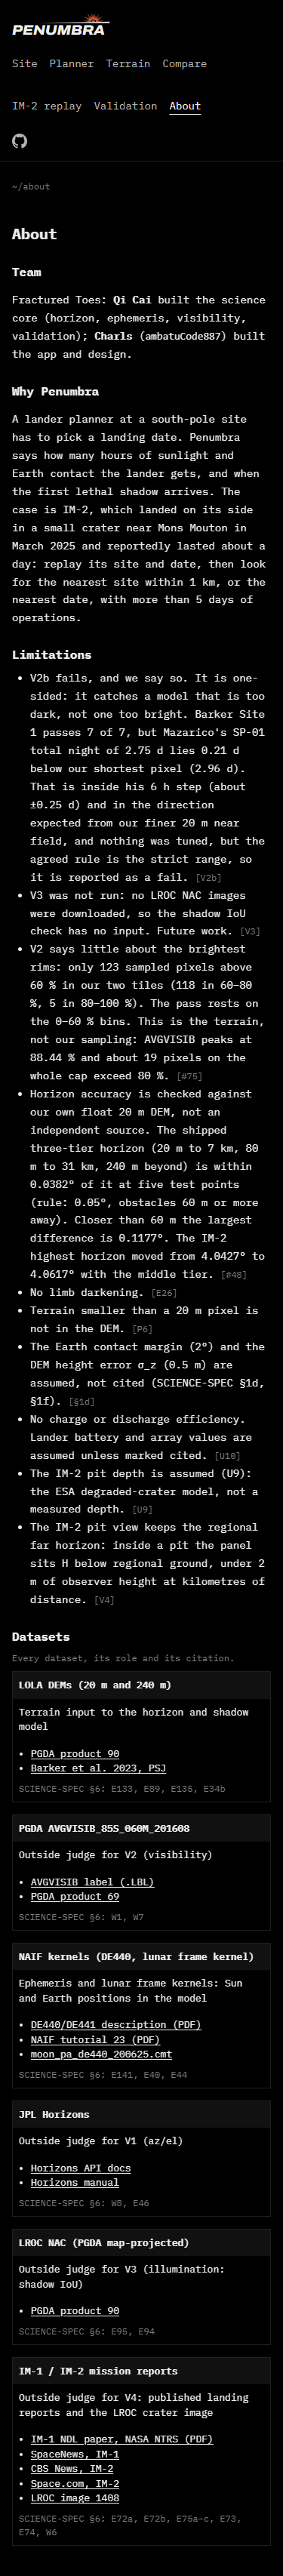 PENUMBRA
Site Planner Terrain Compare
IM-2 replay Validation About
~/about
About
Team
Fractured Toes: Qi Cai built the science
core (horizon, ephemeris, visibility,
validation); Charls (ambatuCode887) built
the app and design.
Why Penumbra
A lander planner at a south-pole site
has to pick a landing date. Penumbra
says how many hours of sunlight and
Earth contact the lander gets, and when
the first lethal shadow arrives. The
case is IM-2, which landed on its side
in a small crater near Mons Mouton in
March 2025 and reportedly lasted about a
day: replay its site and date, then look
for the nearest site within 1 km, or the
nearest date, with more than 5 days of
operations.
Limitations
• V2b fails, and we say so. It is one-
sided: it catches a model that is too
dark, not one too bright. Barker Site
1 passes 7 of 7, but Mazarico's SP-01
total night of 2.75 d lies 0.21 d
below our shortest pixel (2.96 d).
That is inside his 6 h step (about
±0.25 d) and in the direction
expected from our finer 20 m near
field, and nothing was tuned, but the
agreed rule is the strict range, so
it is reported as a fail. [V2b]
• V3 was not run: no LROC NAC images
were downloaded, so the shadow IoU
check has no input. Future work. [V3]
• V2 says little about the brightest
rims: only 123 sampled pixels above
60 % in our two tiles (118 in 60–80
%, 5 in 80–100 %). The pass rests on
the 0–60 % bins. This is the terrain,
not our sampling: AVGVISIB peaks at
88.44 % and about 19 pixels on the
whole cap exceed 80 %. [#75]
• Horizon accuracy is checked against
our own float 20 m DEM, not an
independent source. The shipped
three-tier horizon (20 m to 7 km, 80
m to 31 km, 240 m beyond) is within
0.0382° of it at five test points
(rule: 0.05°, obstacles 60 m or more
away). Closer than 60 m the largest
difference is 0.1177°. The IM-2
highest horizon moved from 4.0427° to
4.0617° with the middle tier. [#48]
• No limb darkening. [E26]
• Terrain smaller than a 20 m pixel is
not in the DEM. [P6]
• The Earth contact margin (2°) and the
DEM height error σ_z (0.5 m) are
assumed, not cited (SCIENCE-SPEC §1d,
§1f). [§1d]
• No charge or discharge efficiency.
Lander battery and array values are
assumed unless marked cited. [U10]
• The IM-2 pit depth is assumed (U9):
the ESA degraded-crater model, not a
measured depth. [U9]
• The IM-2 pit view keeps the regional
far horizon: inside a pit the panel
sits H below regional ground, under 2
m of observer height at kilometres of
distance. [V4]
Datasets
Every dataset, its role and its citation.
LOLA DEMs (20 m and 240 m)
Terrain input to the horizon and shadow
model
• PGDA product 90
• Barker et al. 2023, PSJ
SCIENCE-SPEC §6: E133, E89, E135, E34b
PGDA AVGVISIB_85S_060M_201608
Outside judge for V2 (visibility)
• AVGVISIB label (.LBL)
• PGDA product 69
SCIENCE-SPEC §6: W1, W7
NAIF kernels (DE440, lunar frame kernel)
Ephemeris and lunar frame kernels: Sun
and Earth positions in the model
• DE440/DE441 description (PDF)
• NAIF tutorial 23 (PDF)
• moon_pa_de440_200625.cmt
SCIENCE-SPEC §6: E141, E40, E44
JPL Horizons
Outside judge for V1 (az/el)
• Horizons API docs
• Horizons manual
SCIENCE-SPEC §6: W8, E46
LROC NAC (PGDA map-projected)
Outside judge for V3 (illumination:
shadow IoU)
• PGDA product 90
SCIENCE-SPEC §6: E95, E94
IM-1 / IM-2 mission reports
Outside judge for V4: published landing
reports and the LROC crater image
• IM-1 NDL paper, NASA NTRS (PDF)
• SpaceNews, IM-1
• CBS News, IM-2
• Space.com, IM-2
• LROC image 1408
SCIENCE-SPEC §6: E72a, E72b, E75a–c, E73,
E74, W6